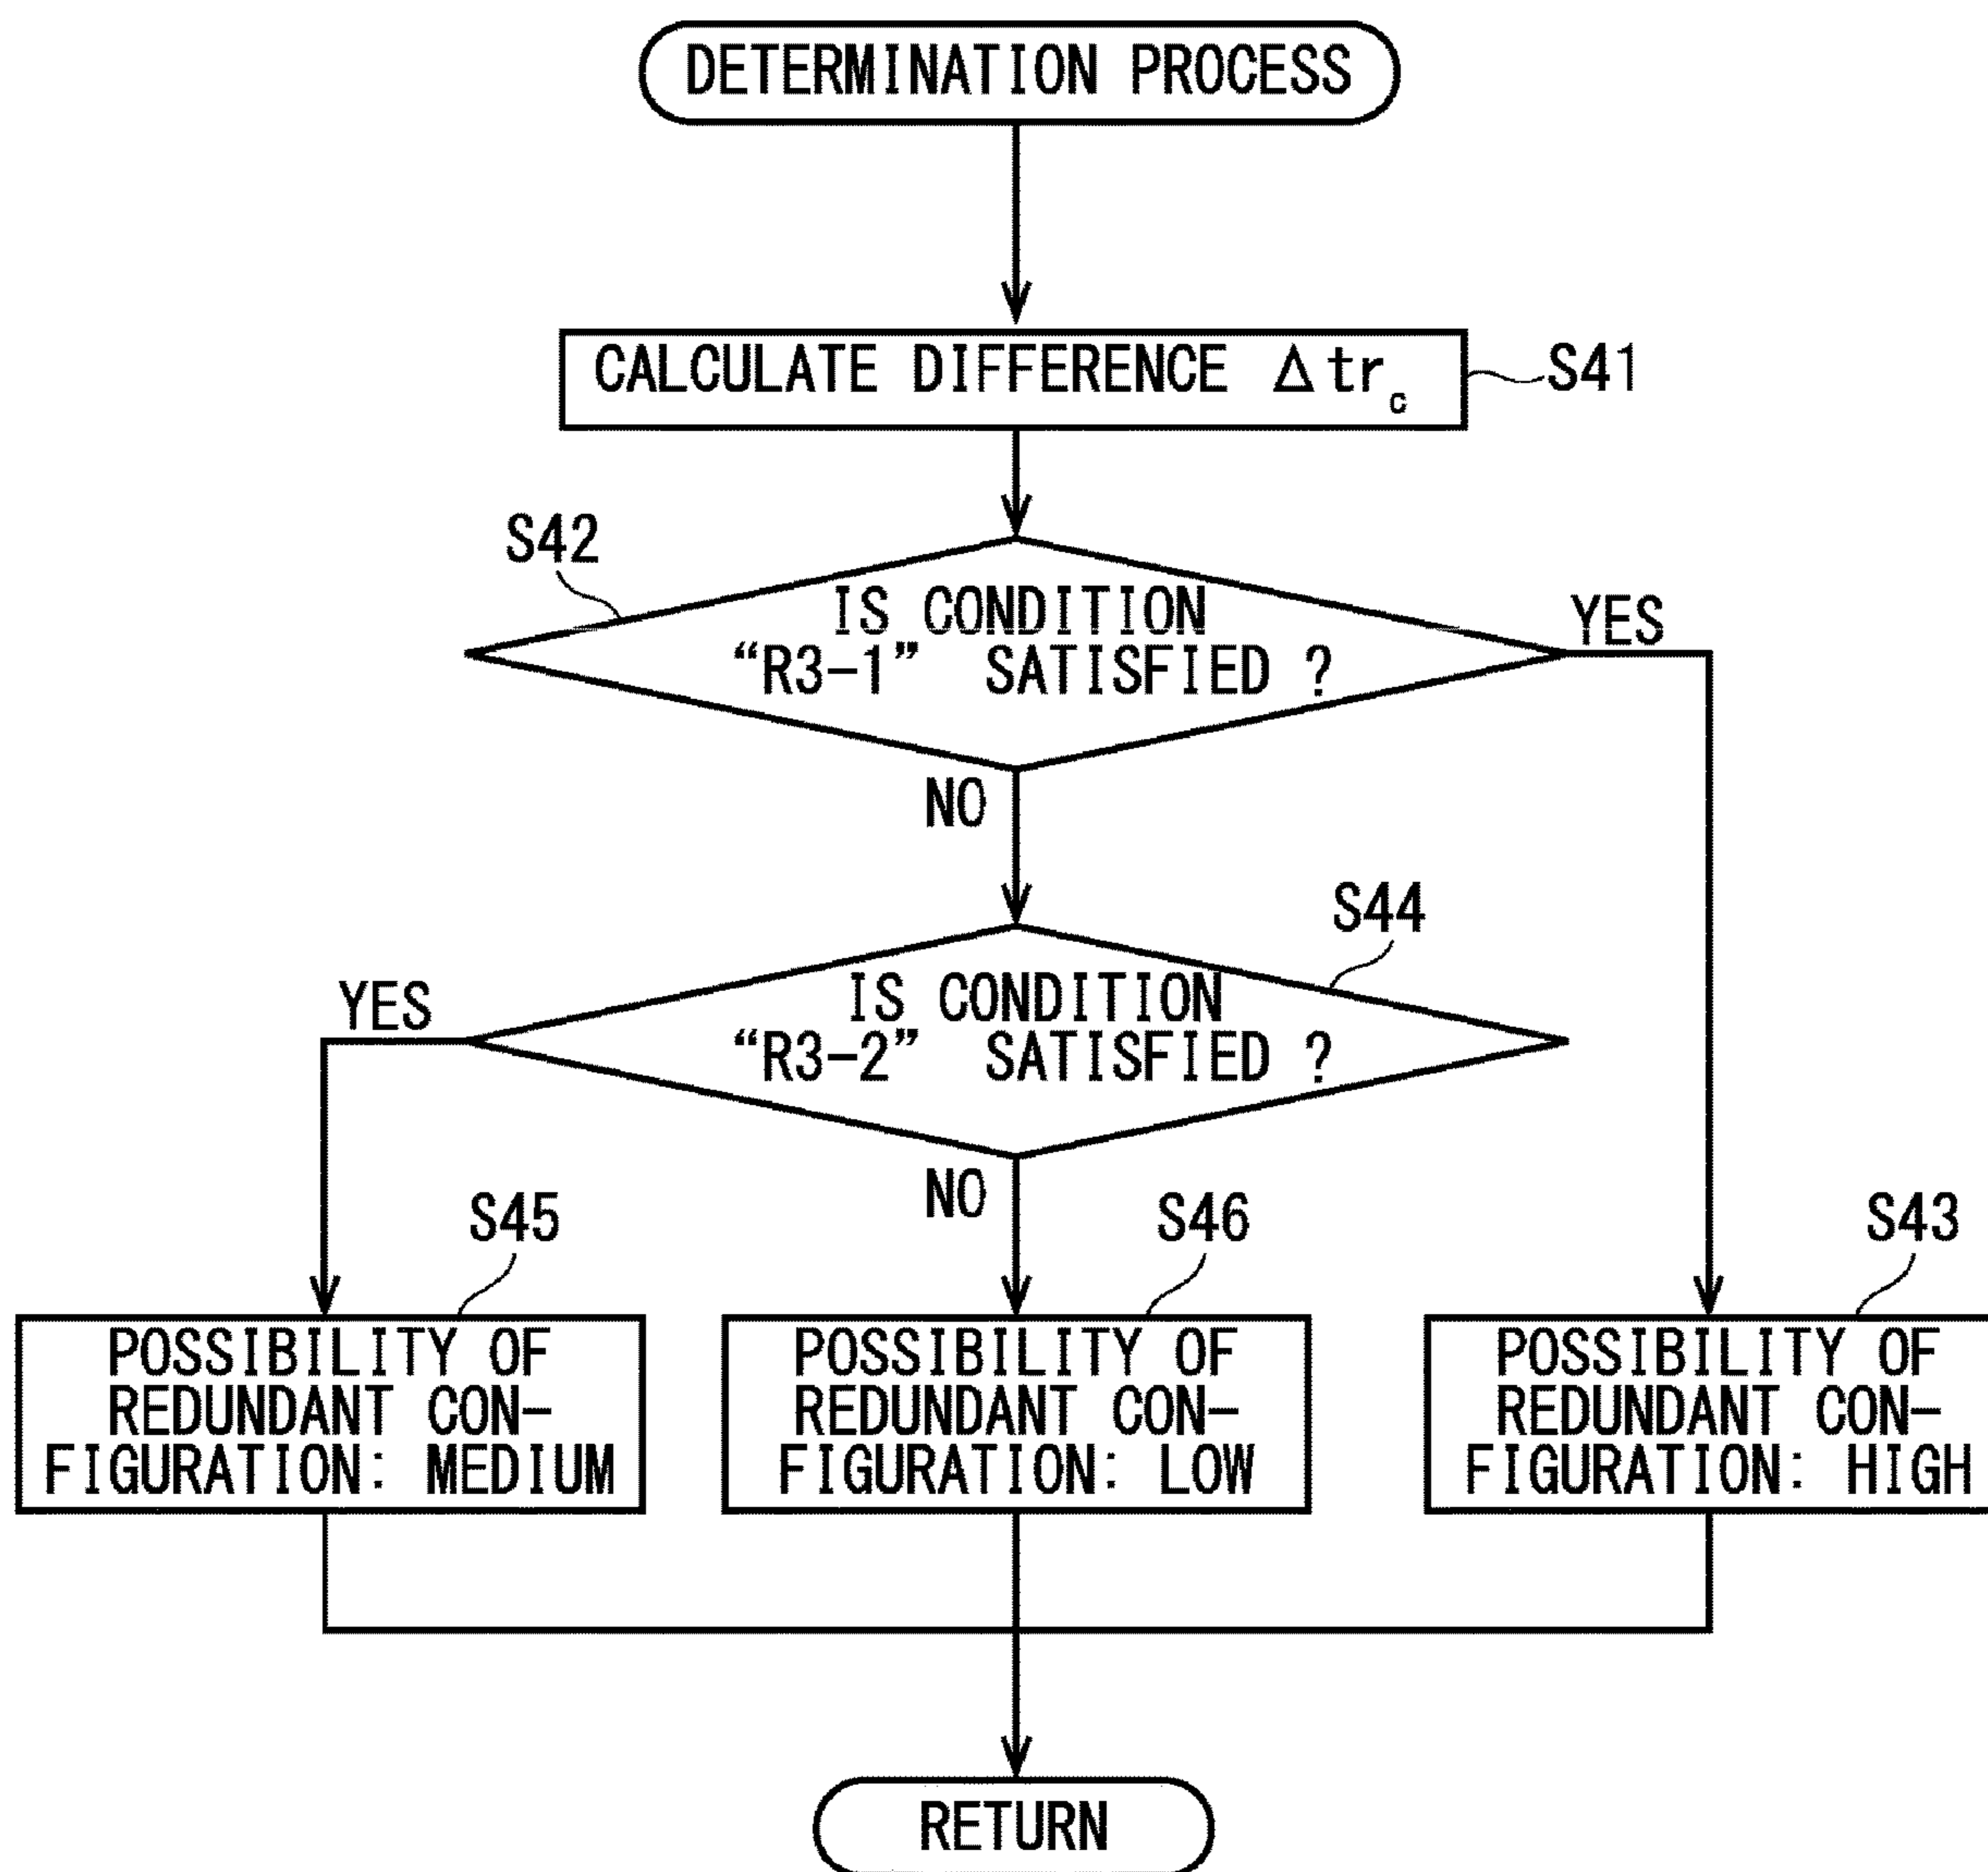 DETERMINATION PROCESS
CALCULATE DIFFERENCE Δtr_c
S41
S42
IS CONDITION
“R3-1” SATISFIED ?
YES
NO
S44
IS CONDITION
“R3-2” SATISFIED ?
YES
NO
S45
POSSIBILITY OF
REDUNDANT CON-
FIGURATION: MEDIUM
S46
POSSIBILITY OF
REDUNDANT CON-
FIGURATION: LOW
S43
POSSIBILITY OF
REDUNDANT CON-
FIGURATION: HIGH
RETURN